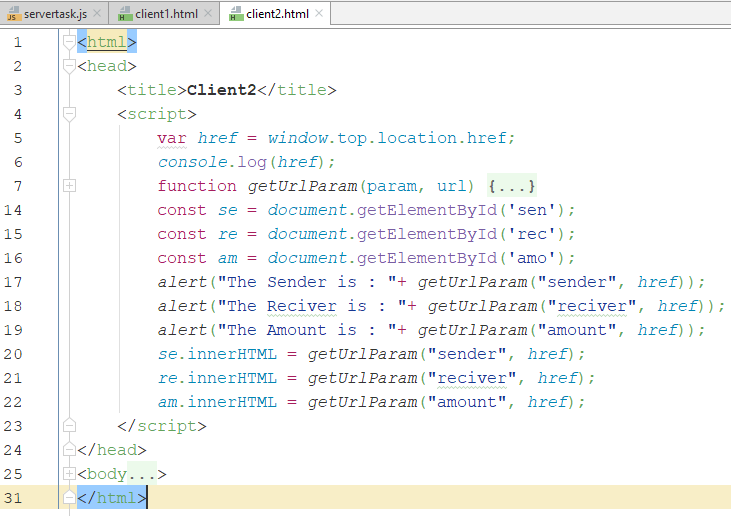 servertask.js client1.html client2.html
1 <html>
2 <head>
3 <title>Client2</title>
4 <script>
5 var href = window.top.location.href;
6 console.log(href);
7 function getUrlParam(param, url) {...}
14 const se = document.getElementById('sen');
15 const re = document.getElementById('rec');
16 const am = document.getElementById('amo');
17 alert("The Sender is : "+ getUrlParam("sender", href));
18 alert("The Reciver is : "+ getUrlParam("reciver", href));
19 alert("The Amount is : "+ getUrlParam("amount", href));
20 se.innerHTML = getUrlParam("sender", href);
21 re.innerHTML = getUrlParam("reciver", href);
22 am.innerHTML = getUrlParam("amount", href);
23 </script>
24 </head>
25 <body...>
31 </html>